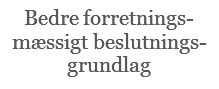 Bedre forretnings-
mæssigt beslutnings-
grundlag